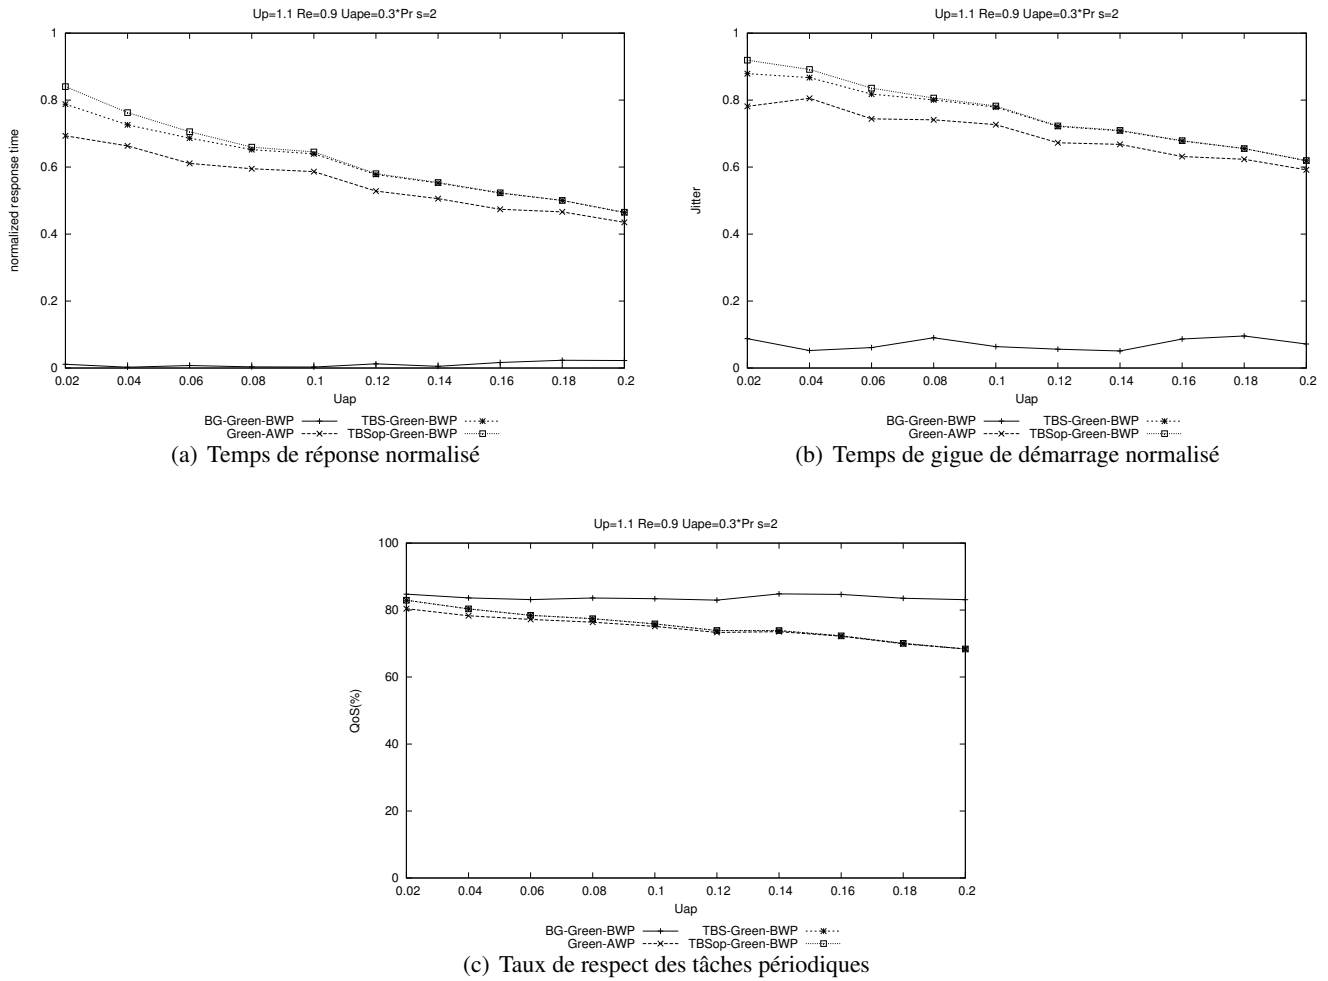 Up=1.1 Re=0.9 Uape=0.3*Pr s=2
1
0.8
0.6
0.4
0.2
0
normalized response time
0.02 0.04 0.06 0.08 0.1 0.12 0.14 0.16 0.18 0.2
Uap
BG-Green-BWP TBS-Green-BWP
Green-AWP TBSop-Green-BWP
(a) Temps de réponse normalisé
Up=1.1 Re=0.9 Uape=0.3*Pr s=2
1
0.8
0.6
0.4
0.2
0
Jitter
0.02 0.04 0.06 0.08 0.1 0.12 0.14 0.16 0.18 0.2
Uap
BG-Green-BWP TBS-Green-BWP
Green-AWP TBSop-Green-BWP
(b) Temps de gigue de démarrage normalisé
Up=1.1 Re=0.9 Uape=0.3*Pr s=2
100
80
60
40
20
0
QoS(%)
0.02 0.04 0.06 0.08 0.1 0.12 0.14 0.16 0.18 0.2
Uap
BG-Green-BWP TBS-Green-BWP
Green-AWP TBSop-Green-BWP
(c) Taux de respect des tâches périodiques